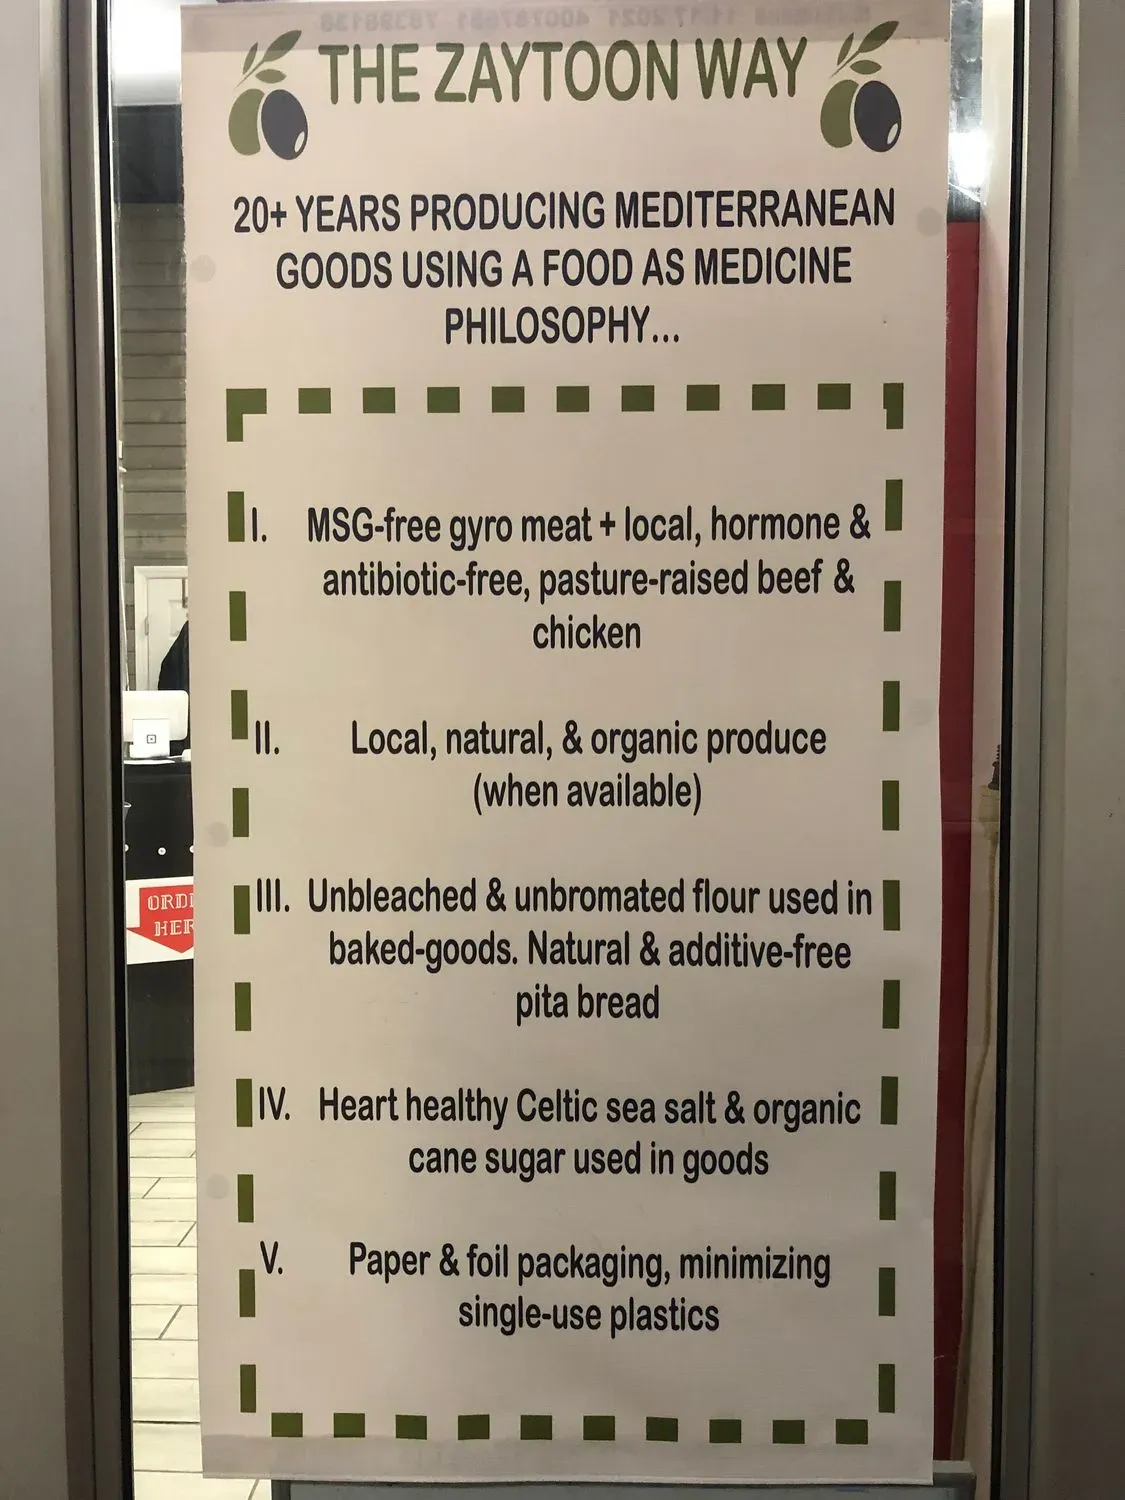 THE ZAYTOON WAY
20+ YEARS PRODUCING MEDITERRANEAN
GOODS USING A FOOD AS MEDICINE
PHILOSOPHY...
I. MSG-free gyro meat + local, hormone &
antibiotic-free, pasture-raised beef &
chicken
II. Local, natural, & organic produce
(when available)
III. Unbleached & unbromated flour used in
baked-goods. Natural & additive-free
pita bread
IV. Heart healthy Celtic sea salt & organic
cane sugar used in goods
V. Paper & foil packaging, minimizing
single-use plastics